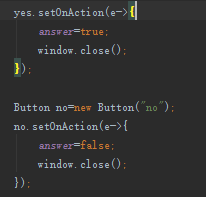 yes.setOnAction(e->{
answer=true;
window.close();
});
Button no=new Button("no");
no.setOnAction(e->{
answer=false;
window.close();
});